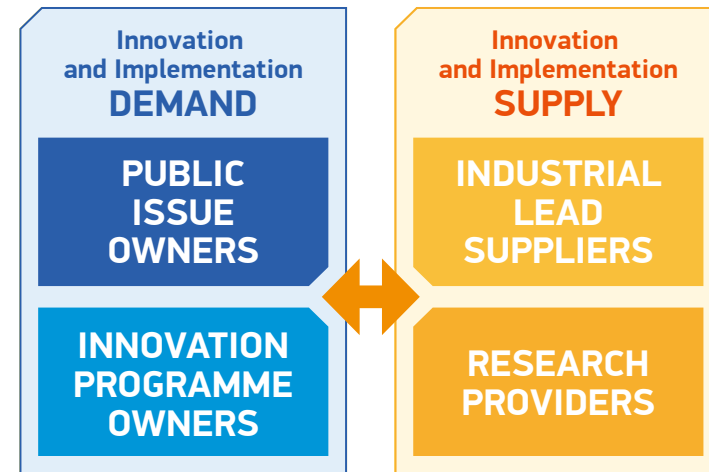 Innovation
and Implementation
DEMAND
PUBLIC
ISSUE
OWNERS
INNOVATION
PROGRAMME
OWNERS
Innovation
and Implementation
SUPPLY
INDUSTRIAL
LEAD
SUPPLIERS
RESEARCH
PROVIDERS